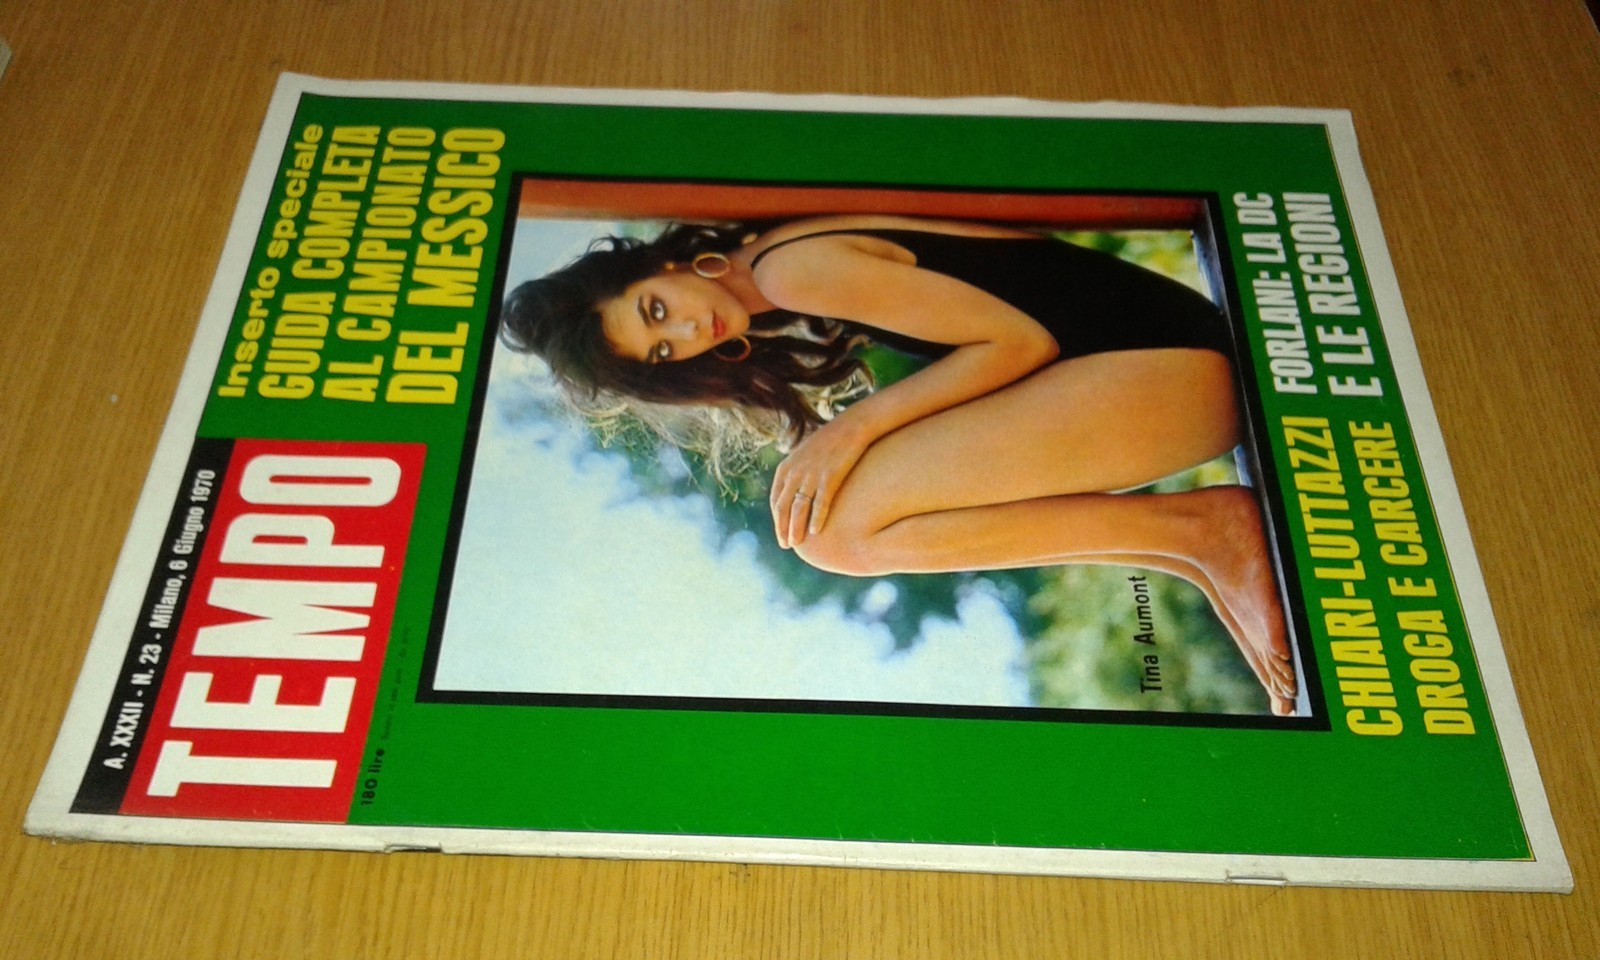 A. XXXII - N. 23 - Milano, 6 Giugno 1970
TEMPO
180 lire
Inserto speciale
GUIDA COMPLETA
AL CAMPIONATO
DEL MESSICO
Tina Aumont
CHIARI-LUTTAZZI
DROGA E CARCERE
FORLANI: LA DC
E LE REGIONI